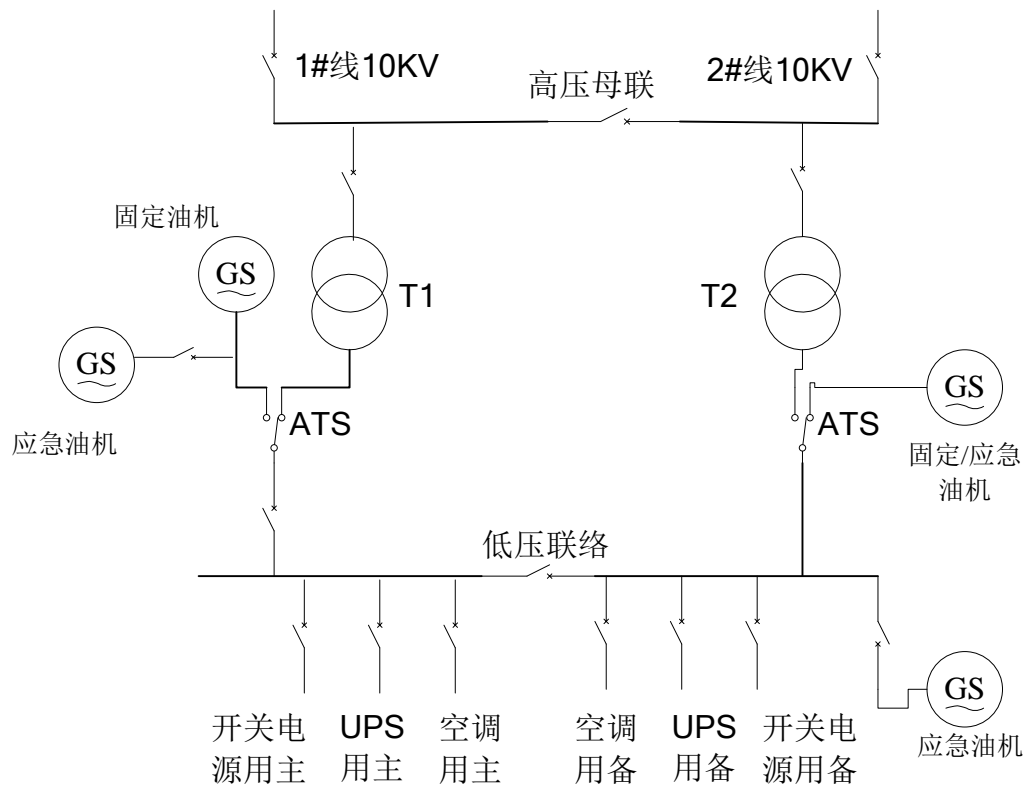 1#线10KV
2#线10KV
高压母联
固定油机
GS
T1
T2
GS
GS
应急油机
ATS
ATS
固定/应急
油机
低压联络
GS
开关电
源用主
UPS
用主
空调
用主
空调
用备
UPS
用备
开关电
源用备
应急油机